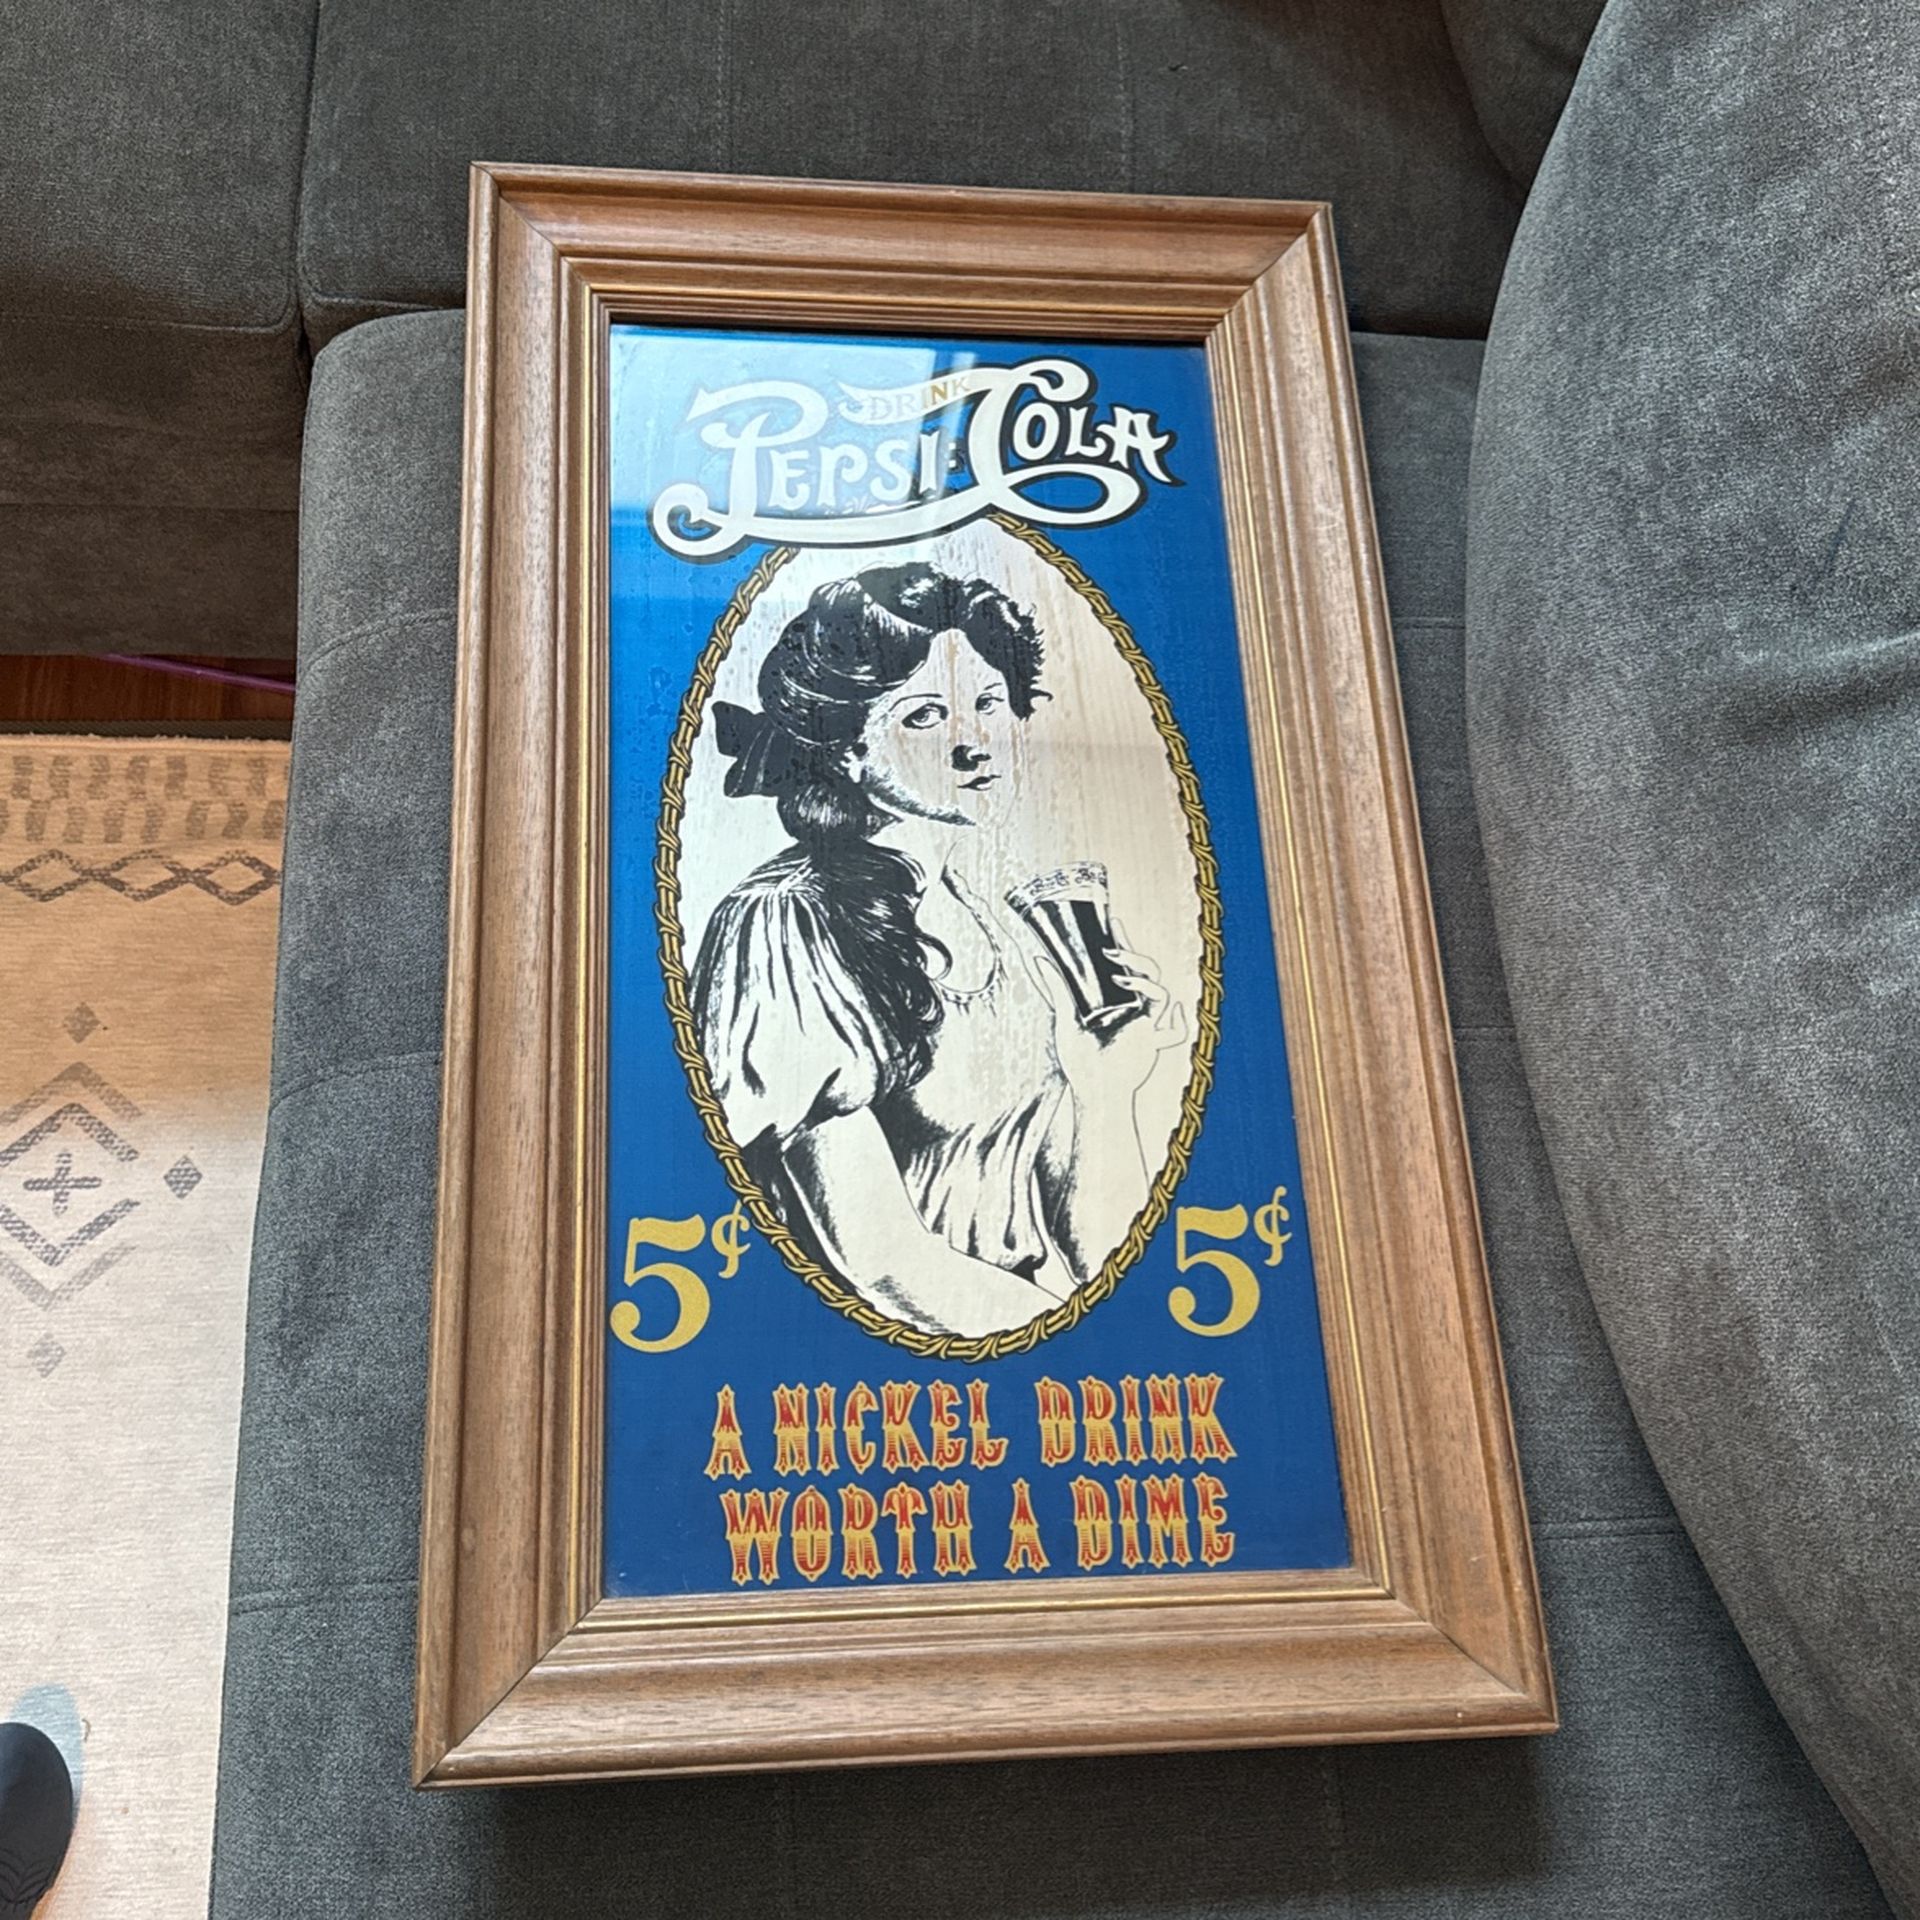 DRINK
PEPSI:COLA
5¢ 5¢
A NICKEL DRINK
WORTH A DIME